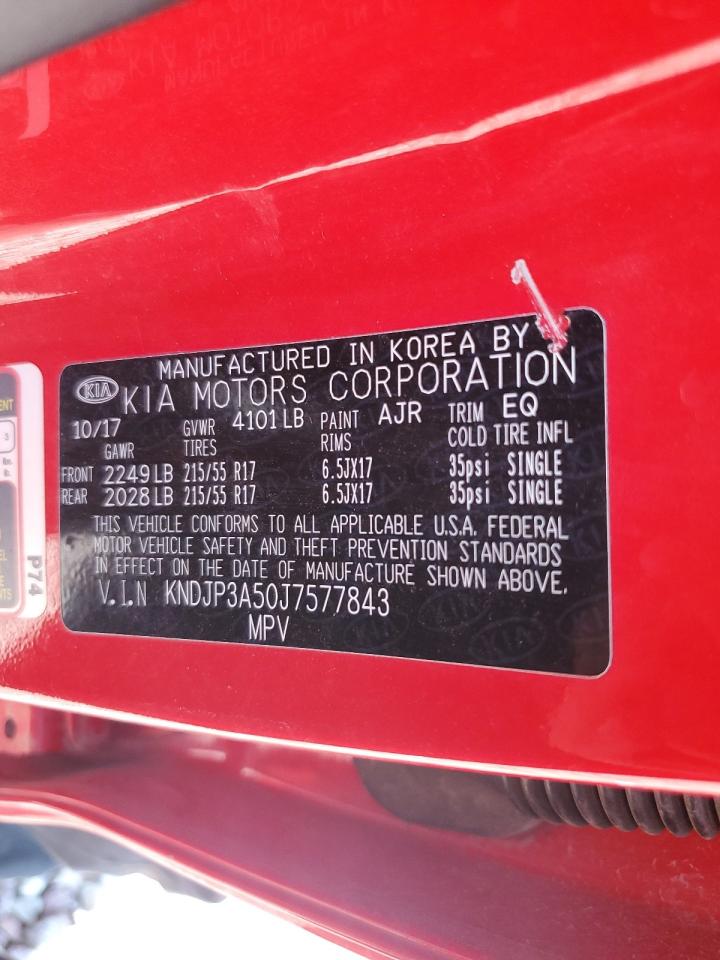 MANUFACTURED IN KOREA BY
KIA KIA MOTORS CORPORATION
10/17 GVWR 4101 LB PAINT AJR TRIM EQ
GAWR TIRES RIMS COLD TIRE INFL
FRONT 2249 LB 215/55 R17 6.5JX17 35psi SINGLE
REAR 2028 LB 215/55 R17 6.5JX17 35psi SINGLE
THIS VEHICLE CONFORMS TO ALL APPLICABLE U.S.A. FEDERAL
MOTOR VEHICLE SAFETY AND THEFT PREVENTION STANDARDS
IN EFFECT ON THE DATE OF MANUFACTURE SHOWN ABOVE.
V.I.N KNDJP3A50J7577843
MPV
P74